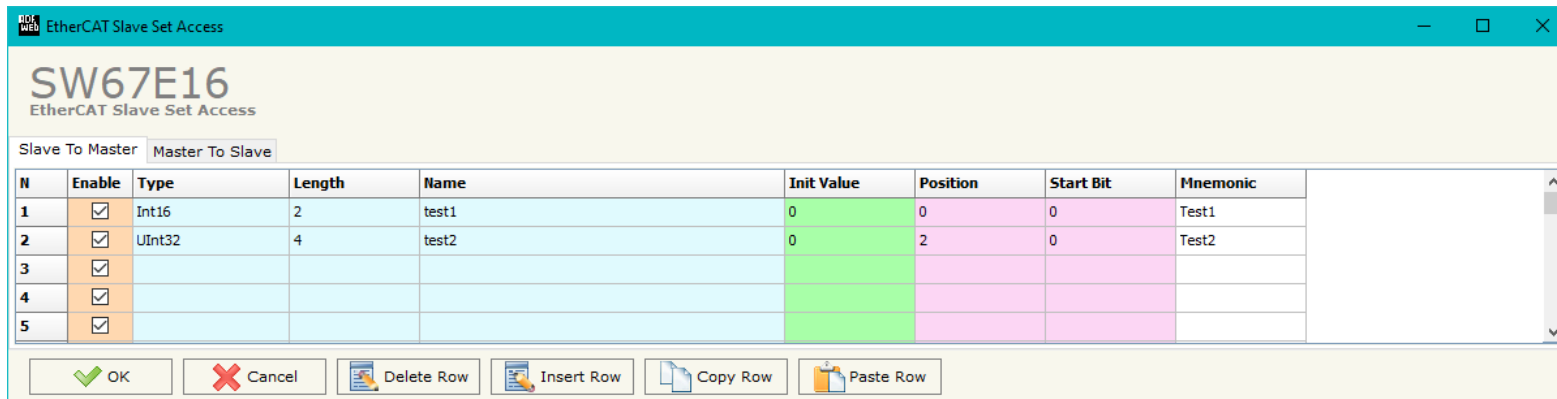 ADF WEB EtherCAT Slave Set Access
SW67E16
EtherCAT Slave Set Access
Slave To Master Master To Slave
N Enable Type Length Name Init Value Position Start Bit Mnemonic
1 Int16 2 test1 0 0 0 Test1
2 UInt32 4 test2 0 2 0 Test2
3
4
5
OK Cancel Delete Row Insert Row Copy Row Paste Row